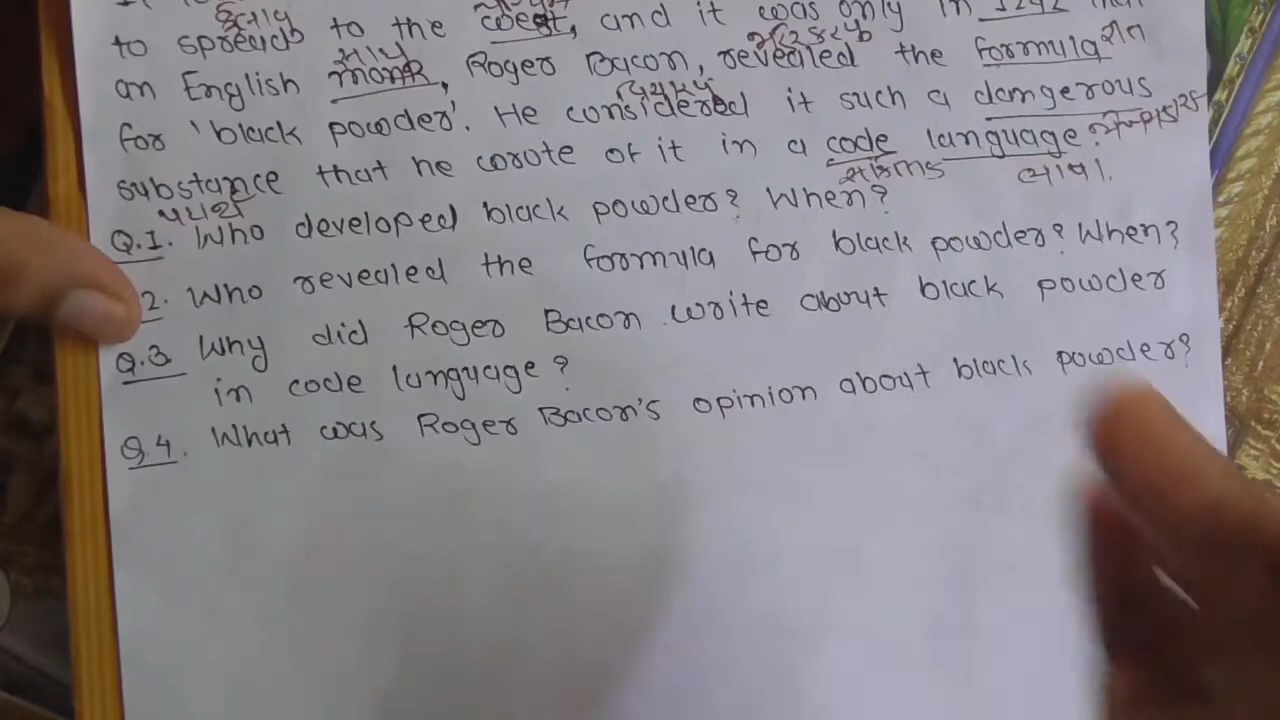 ફેલાવું
to spread to the west, and it was only in 1242 that
સાધુ
an English monk, Roger Bacon, revealed the formula
for 'black powder'. He considered it such a dangerous
substance that he wrote of it in a code language.
પદાર્થ સાંકેતિક ભાષા.
Q.1. Who developed black powder? When?
2. Who revealed the formula for black powder? When?
Q.3 Why did Roger Bacon write about black powder
in code language?
Q.4. What was Roger Bacon's opinion about black powder?